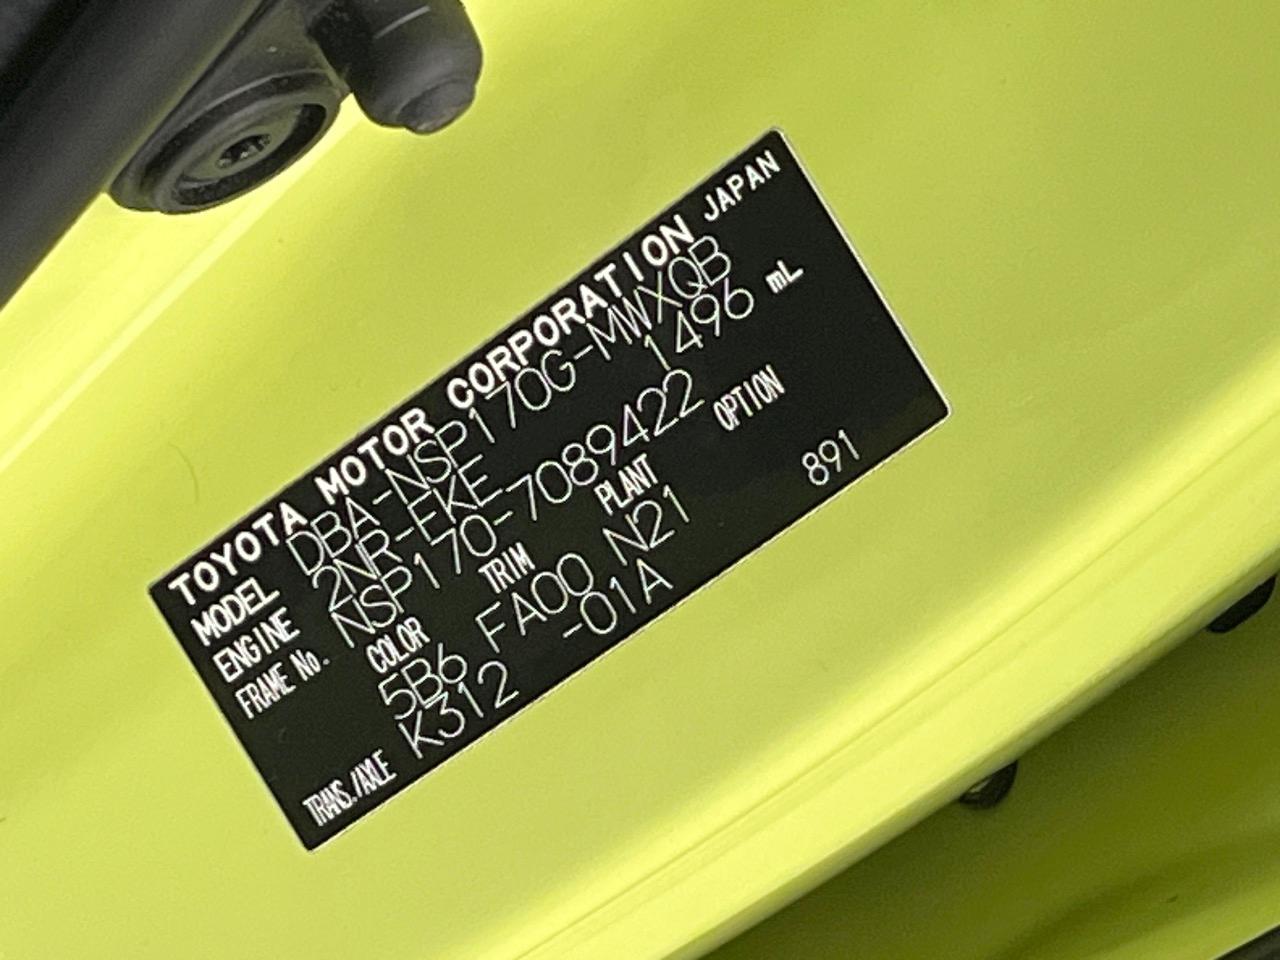 TOYOTA MOTOR CORPORATION JAPAN
MODEL DBA-NSP170G-MWXQB
ENGINE 2NR-FKE 1496 mL
FRAME No. NSP170-7089422
COLOR TRIM PLANT OPTION
5B6 FA00 N21 891
TRANS./AXLE K312 -01A